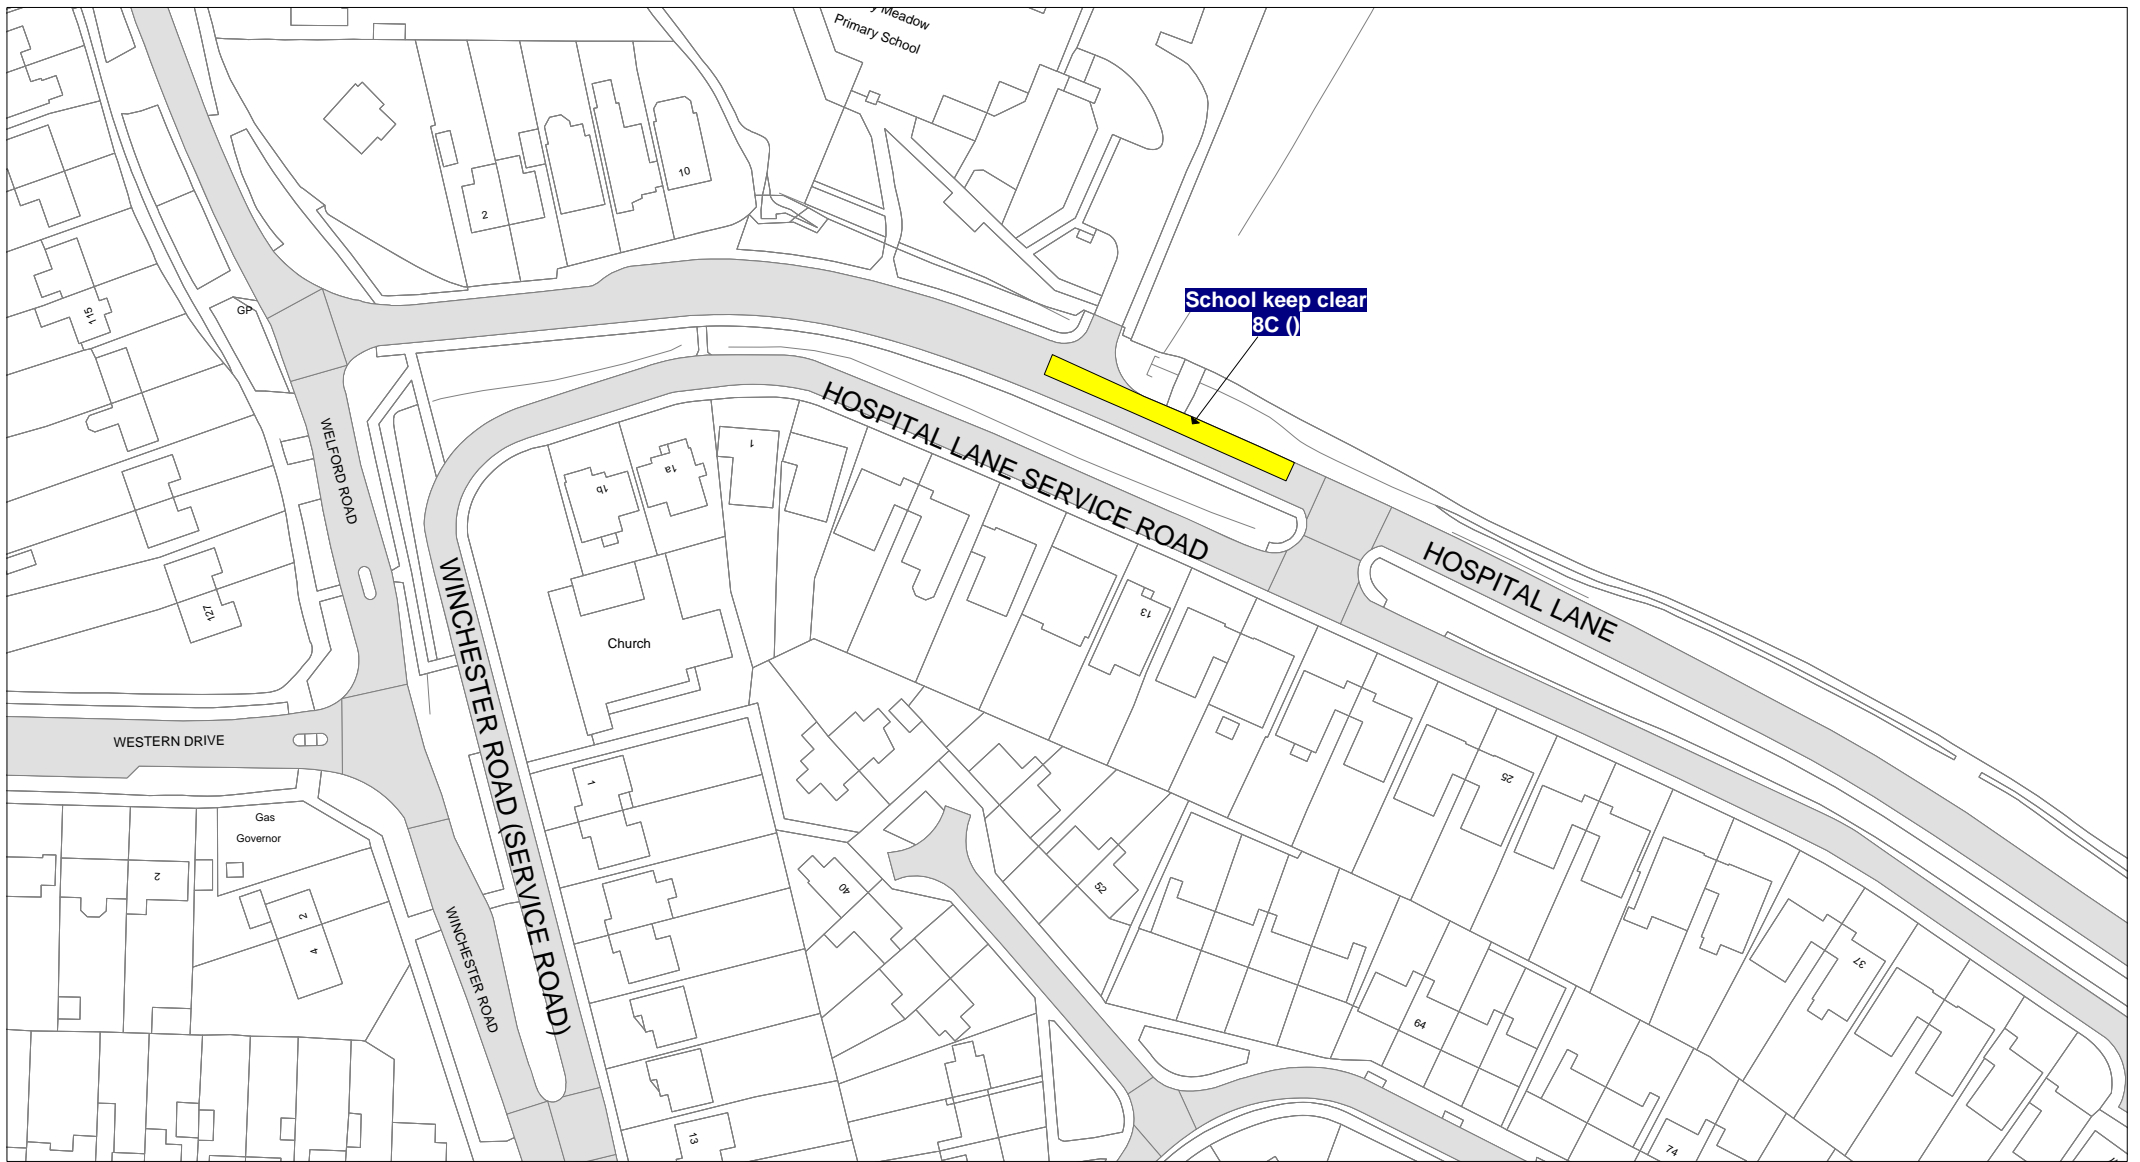 y Meadow
Primary School
10
2
School keep clear
8C ()
GP
115
HOSPITAL LANE SERVICE ROAD
WELFORD ROAD
1
1a
1b
HOSPITAL LANE
127
13
Church
WINCHESTER ROAD (SERVICE ROAD)
WESTERN DRIVE
1
25
Gas
Governor
2
40
52
2
4
WINCHESTER ROAD
37
64
13
74